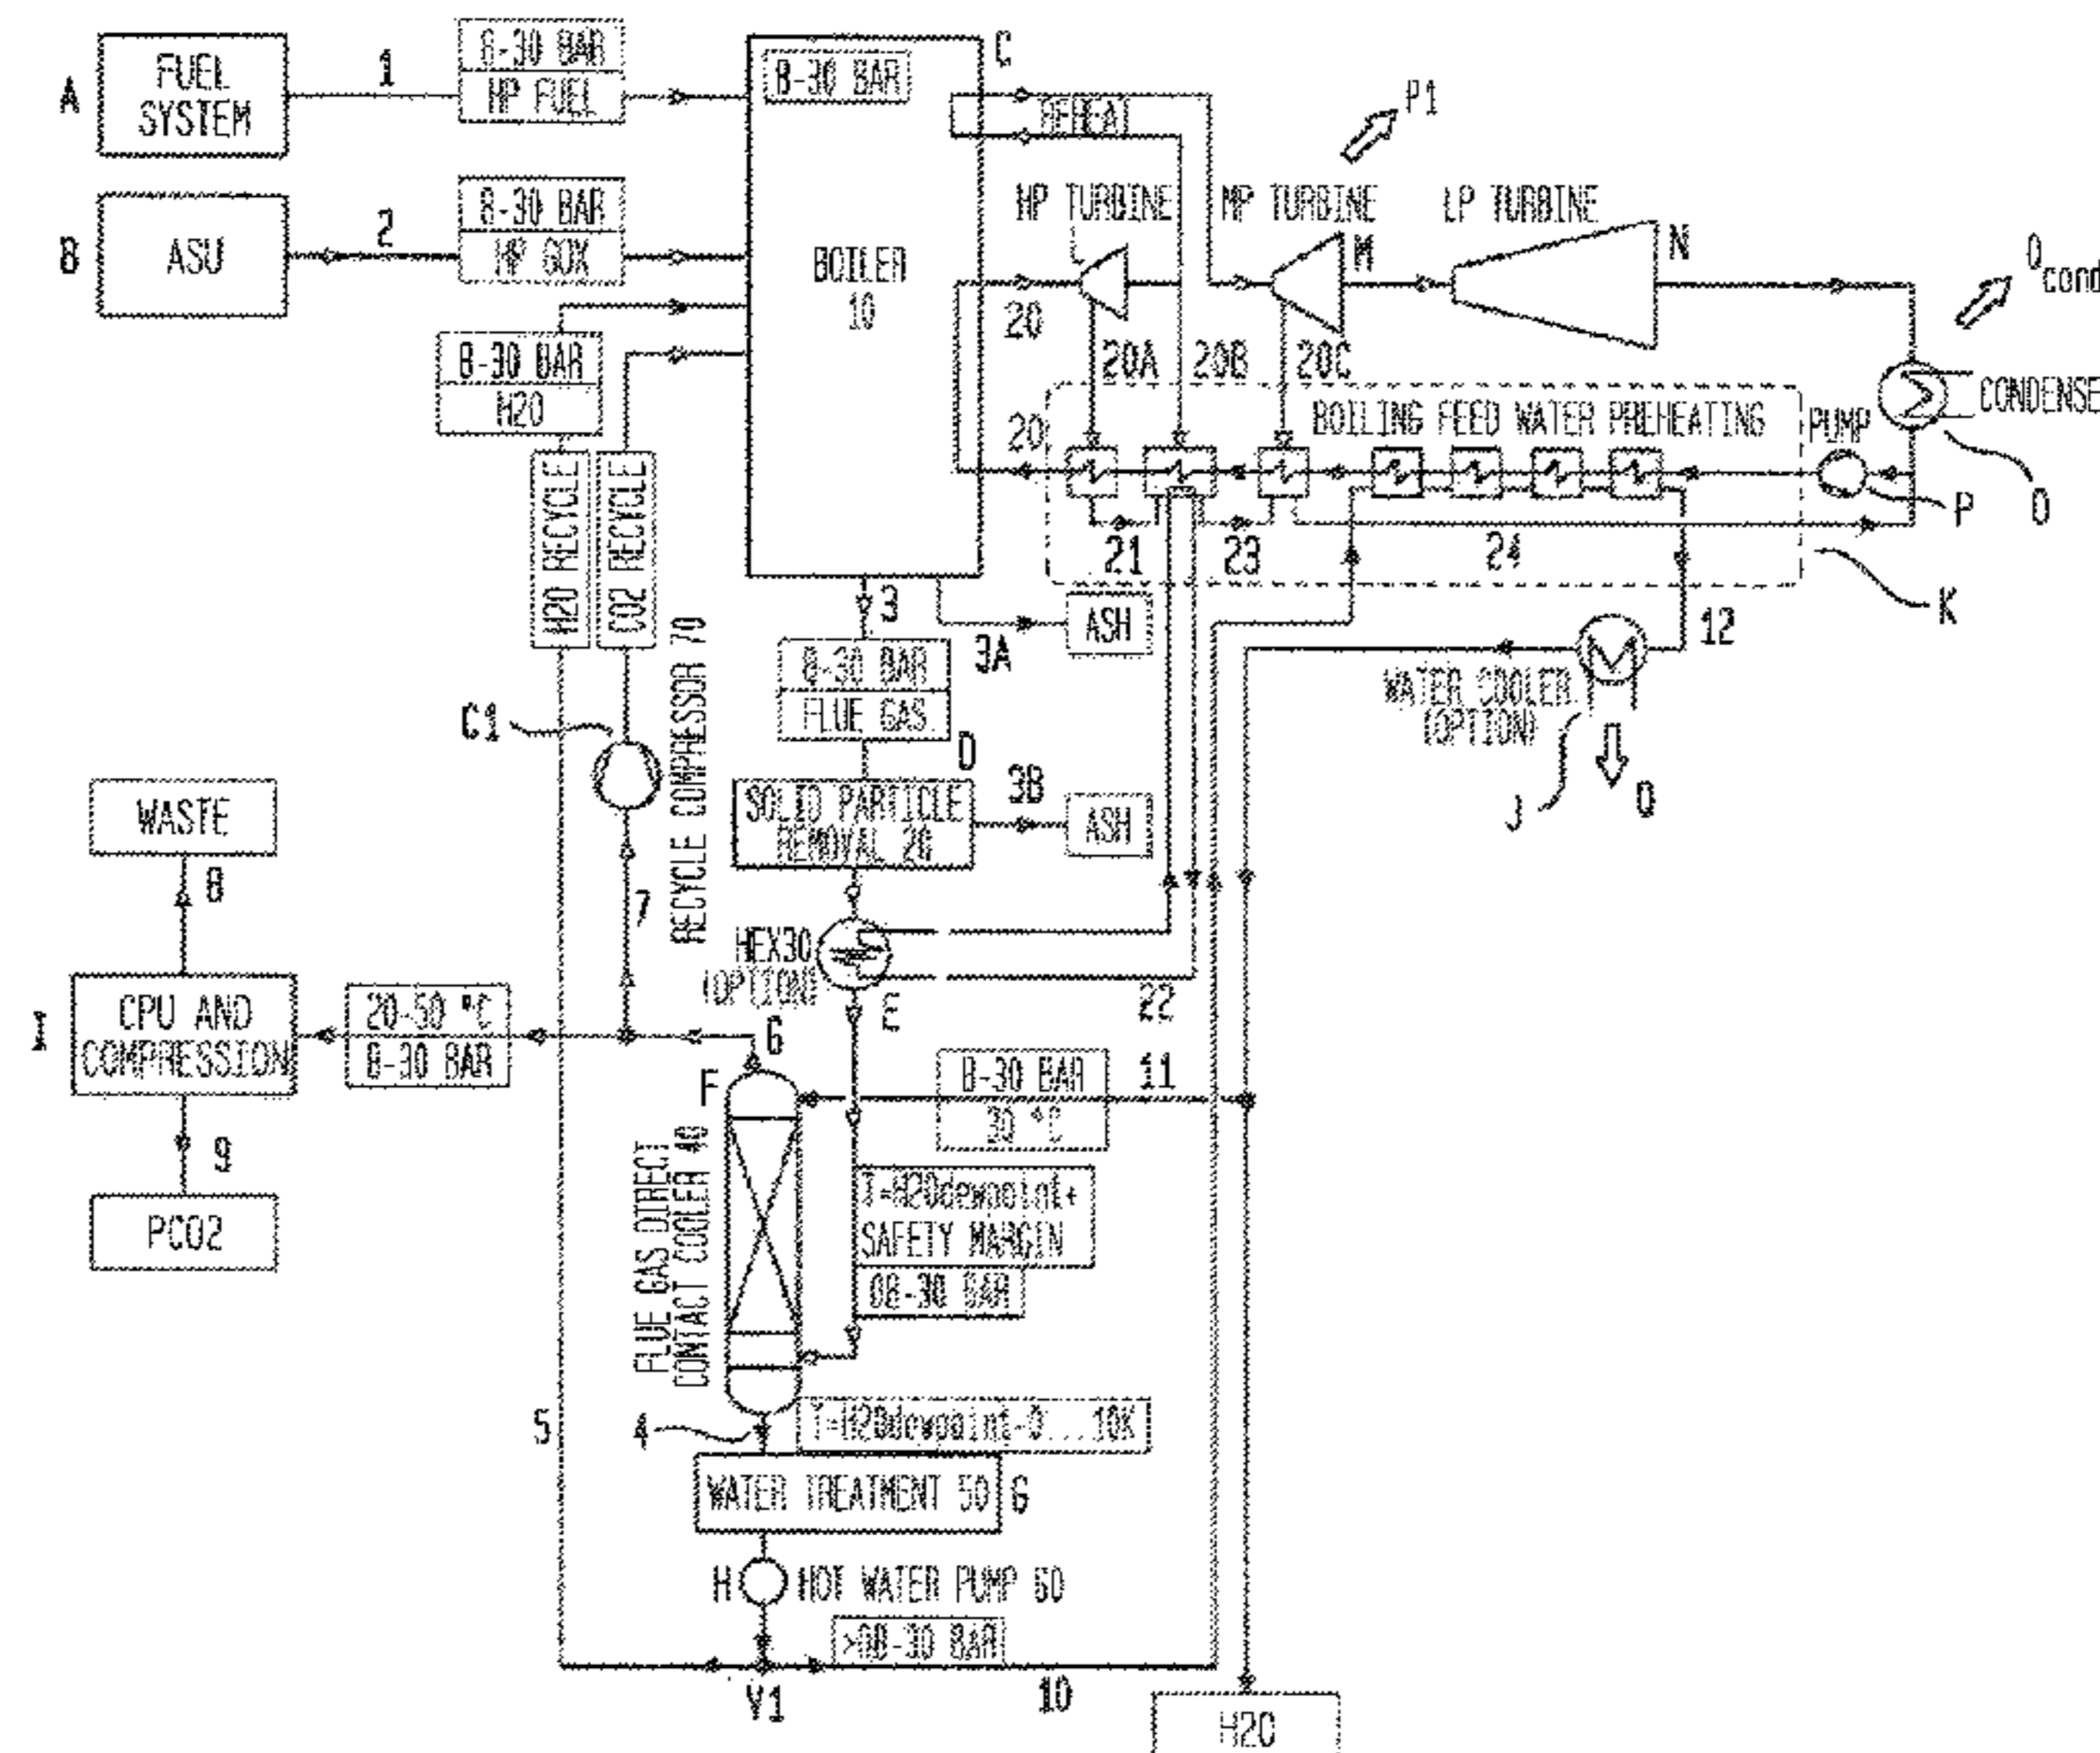 A
FUEL
SYSTEM
1
8-30 BAR
HP FUEL
B
ASU
2
8-30 BAR
HP GOX
8-30 BAR
H2O
H2O RECYCLE
CO2 RECYCLE
C
8-30 BAR
BOILER
10
REHEAT
P1
HP TURBINE
MP TURBINE
LP TURBINE
M
N
Q
cond
20
20A
20B
20C
20
BOILING FEED WATER PREHEATING
PUMP
CONDENSE
P
O
21
23
24
K
12
WATER COOLER
(OPTION)
J
Q
3
3A
ASH
8-30 BAR
FLUE GAS
D
SOLID PARTICLE
REMOVAL 20
3B
ASH
C1
RECYCLE COMPRESSOR 70
7
WASTE
8
I
CPU AND
COMPRESSION
20-50 °C
8-30 BAR
9
PCO2
HEX30
(OPTION)
E
22
6
F
8-30 BAR
30 °C
11
FLUE GAS DIRECT
CONTACT COOLER 40
T=H2Odewpoint+
SAFETY MARGIN
08-30 BAR
5
4
T=H2Odewpoint-0...10K
WATER TREATMENT 50
G
H
HOT WATER PUMP 60
>08-30 BAR
V1
10
H2O